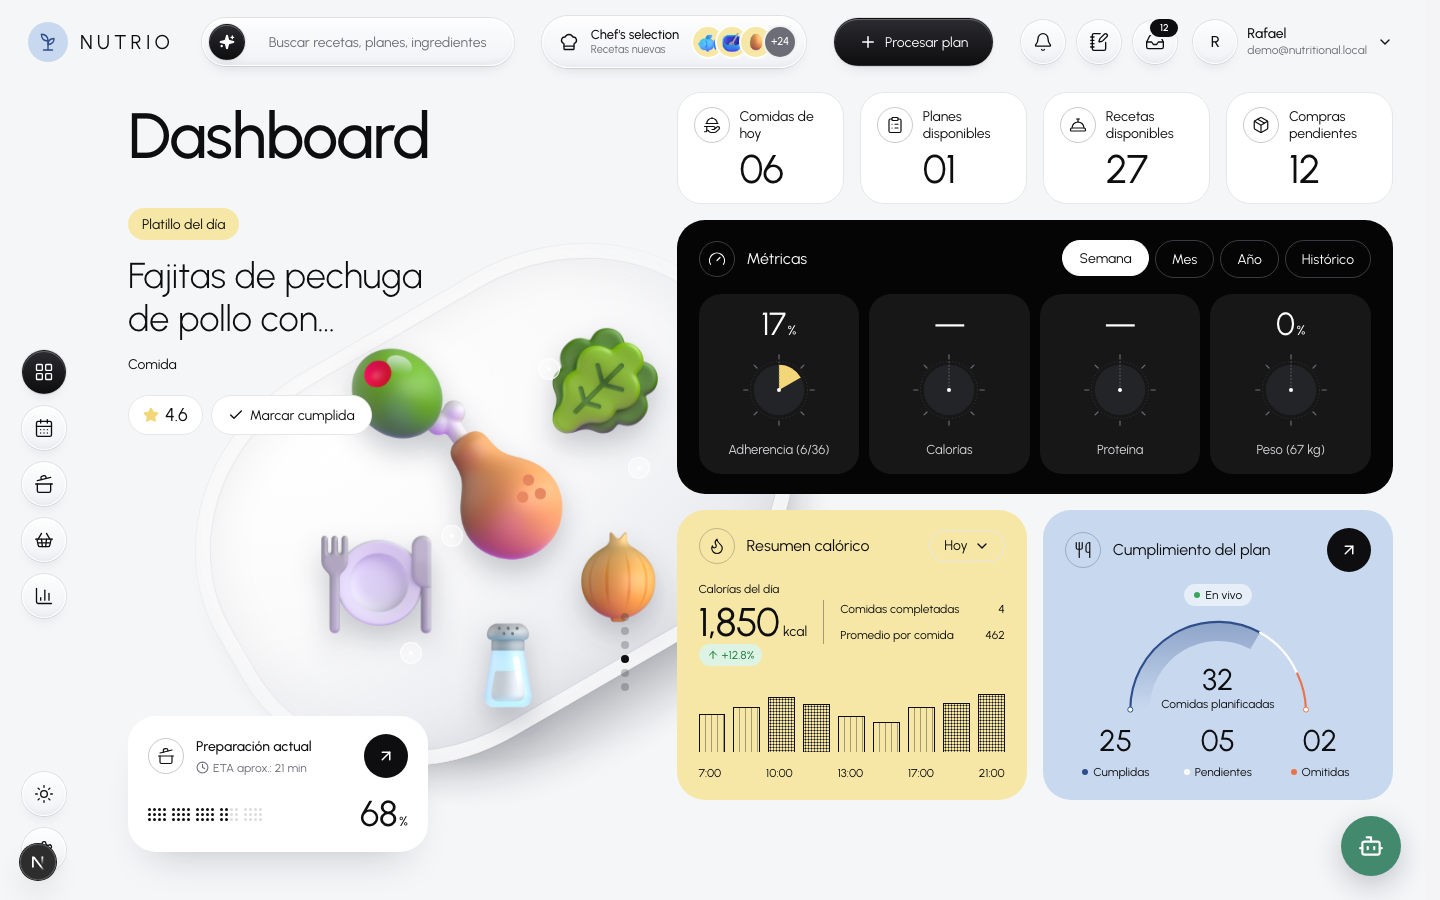 NUTRIO
Buscar recetas, planes, ingredientes
Chef's selection
Recetas nuevas
+24
Procesar plan
12
R
Rafael
demo@nutritional.local
Dashboard
Comidas de
hoy
06
Planes
disponibles
01
Recetas
disponibles
27
Compras
pendientes
12
Platillo del día
Fajitas de pechuga
de pollo con...
Comida
4.6
Marcar cumplida
Métricas
Semana
Mes
Año
Histórico
17%
Adherencia (6/36)
—
Calorías
—
Proteína
0%
Peso (67 kg)
Resumen calórico
Hoy
Calorías del día
1,850 kcal
+12.8%
Comidas completadas 4
Promedio por comida 462
7:00 10:00 13:00 17:00 21:00
Cumplimiento del plan
En vivo
32
Comidas planificadas
25
Cumplidas
05
Pendientes
02
Omitidas
Preparación actual
ETA aprox.: 21 min
68%
N